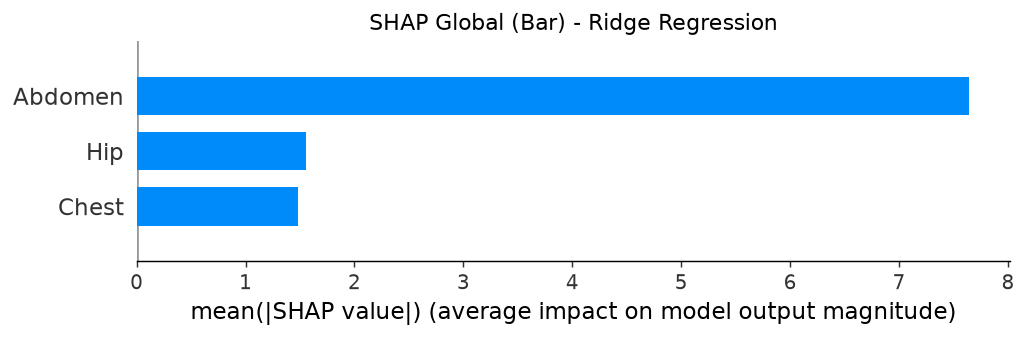 SHAP Global (Bar) - Ridge Regression
Abdomen
Hip
Chest
0 1 2 3 4 5 6 7 8
mean(|SHAP value|) (average impact on model output magnitude)